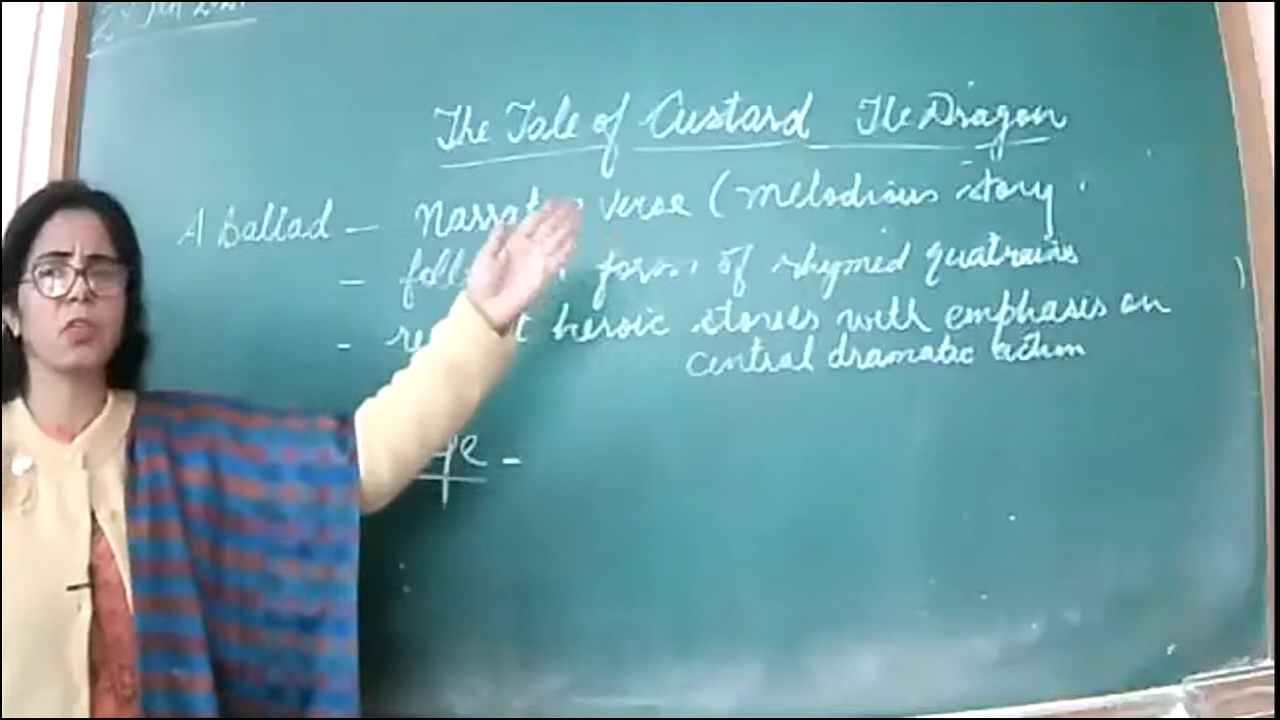 The Tale of Custard The Dragon
A Ballad - verse (melodious story .
- form of rhymed quatrains
- heroic stories with emphasis on
central dramatic action
-